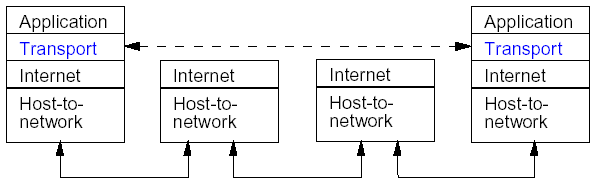 Application
Transport
Internet
Host-to-
network
Internet
Host-to-
network
Internet
Host-to-
network
Application
Transport
Internet
Host-to-
network